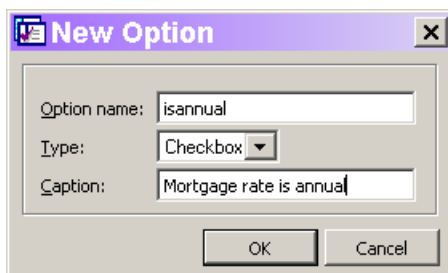 New Option
Option name: isannual
Type: Checkbox
Caption: Mortgage rate is annual
OK Cancel